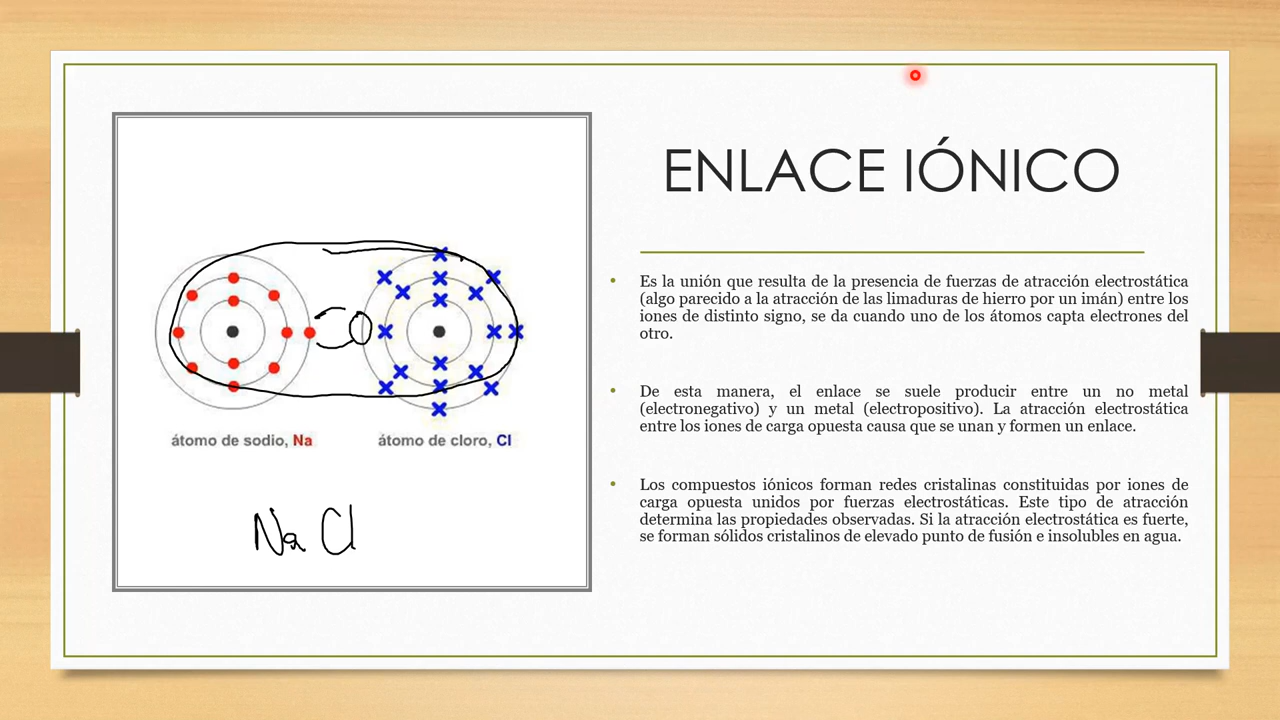 ENLACE IÓNICO
• Es la unión que resulta de la presencia de fuerzas de atracción electrostática
(algo parecido a la atracción de las limaduras de hierro por un imán) entre los
iones de distinto signo, se da cuando uno de los átomos capta electrones del
otro.
• De esta manera, el enlace se suele producir entre un no metal
(electronegativo) y un metal (electropositivo). La atracción electrostática
entre los iones de carga opuesta causa que se unan y formen un enlace.
• Los compuestos iónicos forman redes cristalinas constituidas por iones de
carga opuesta unidos por fuerzas electrostáticas. Este tipo de atracción
determina las propiedades observadas. Si la atracción electrostática es fuerte,
se forman sólidos cristalinos de elevado punto de fusión e insolubles en agua.
átomo de sodio, Na
átomo de cloro, Cl
Na Cl